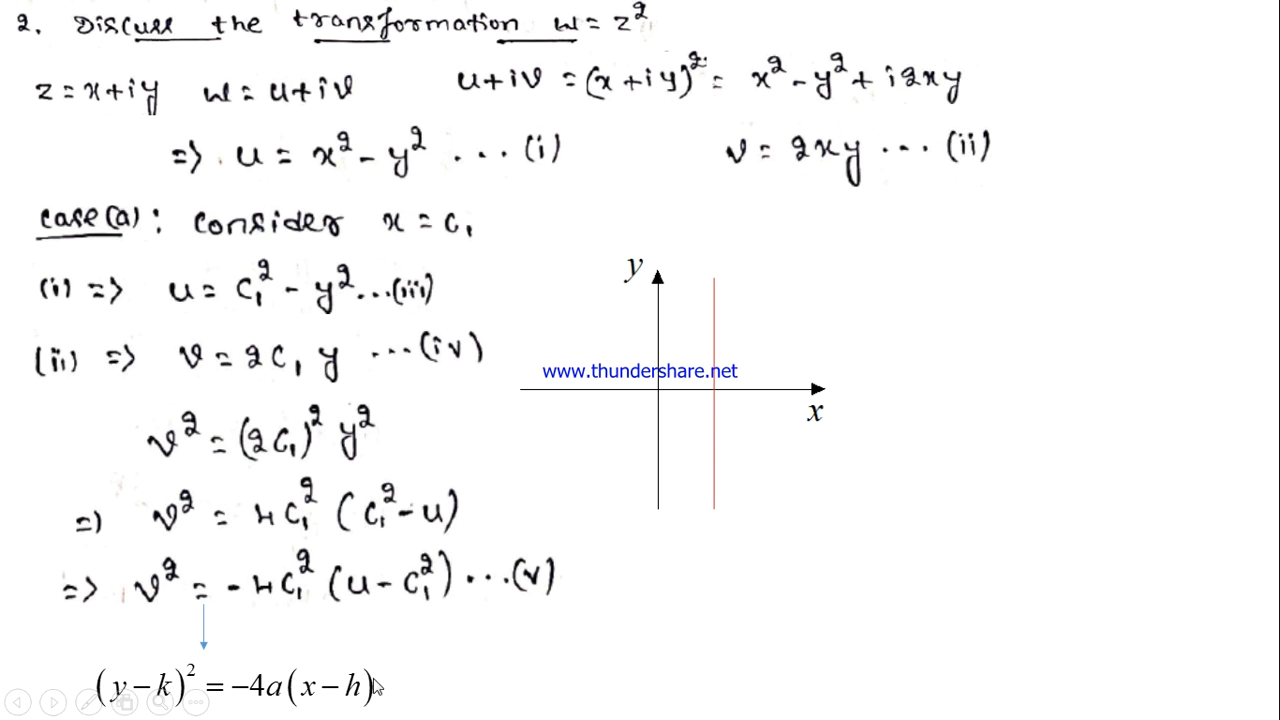 2. Discuss the transformation w = z²
z = x+iy w = u+iv u+iv = (x+iy)² = x² - y² + i2xy
=> u = x² - y² ... (i) v = 2xy ... (ii)
case(a): Consider x = c₁
(i) => u = c₁² - y² ...(iii)
(ii) => v = 2c₁ y ...(iv)
v² = (2c₁)² y²
=> v² = 4c₁² (c₁² - u)
=> v² = -4c₁² (u - c₁²) ...(v)
(y-k)² = -4a(x-h)
y
www.thundershare.net
x